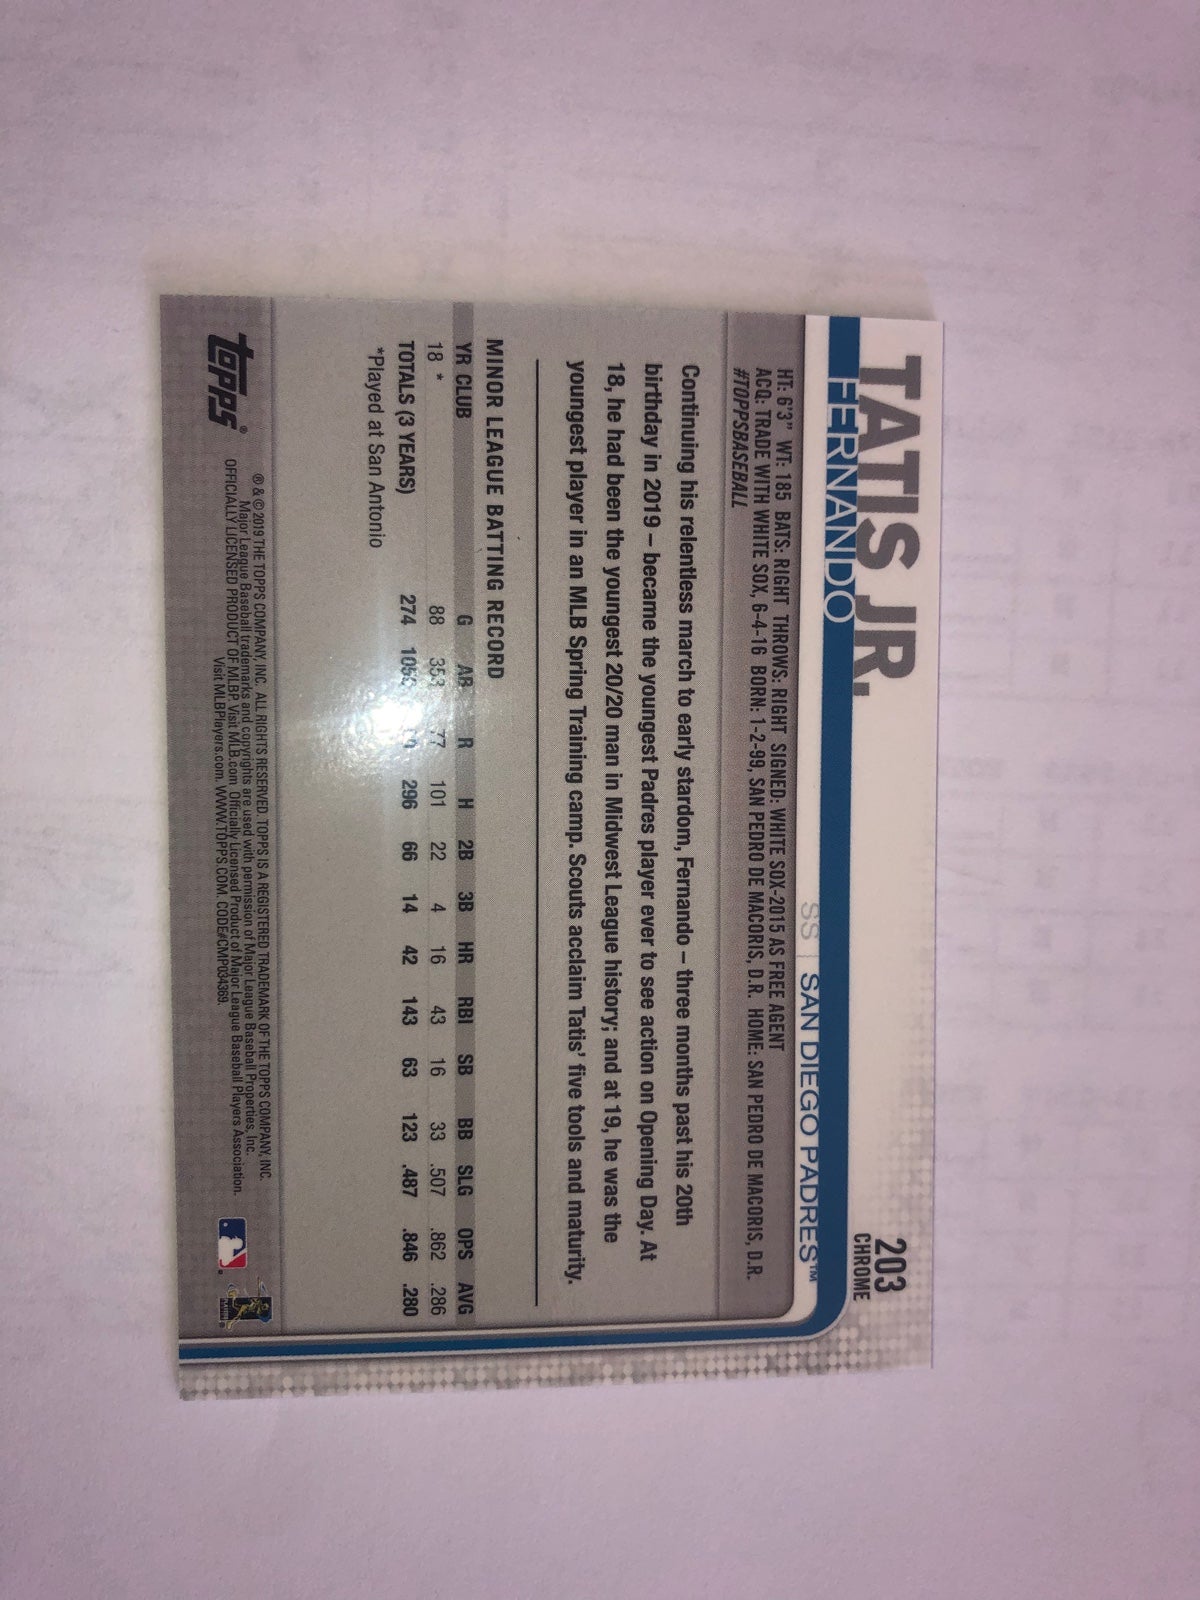 203
CHROME
TATIS JR.
FERNANDO
SS | SAN DIEGO PADRES™
HT: 6'3" WT: 185 BATS: RIGHT THROWS: RIGHT SIGNED: WHITE SOX-2015 AS FREE AGENT
ACQ: TRADE WITH WHITE SOX, 6-4-16 BORN: 1-2-99, SAN PEDRO DE MACORIS, D.R. HOME: SAN PEDRO DE MACORIS, D.R.
#TOPPSBASEBALL
Continuing his relentless march to early stardom, Fernando – three months past his 20th
birthday in 2019 – became the youngest Padres player ever to see action on Opening Day. At
18, he had been the youngest 20/20 man in Midwest League history; and at 19, he was the
youngest player in an MLB Spring Training camp. Scouts acclaim Tatis' five tools and maturity.
MINOR LEAGUE BATTING RECORD
YR CLUB G AB R H 2B 3B HR RBI SB BB SLG OPS AVG
18 * 88 353 77 101 22 4 16 43 16 33 .507 .862 .286
TOTALS (3 YEARS) 274 296 66 14 42 143 63 123 .487 .846 .280
*Played at San Antonio
topps®
® & © 2019 THE TOPPS COMPANY, INC. ALL RIGHTS RESERVED. TOPPS IS A REGISTERED TRADEMARK OF THE TOPPS COMPANY, INC.
Major League Baseball trademarks and copyrights are used with permission of Major League Baseball Properties, Inc.
OFFICIALLY LICENSED PRODUCT OF MLBP. Visit MLB.com. Officially Licensed Product of Major League Baseball Players Association.
Visit MLBPlayers.com. WWW.TOPPS.COM. CODE#CMP034369.